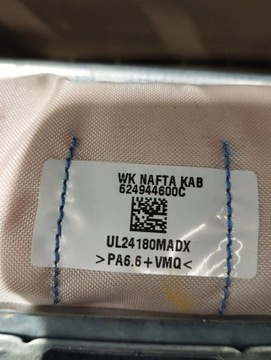 WK NAFTA KAB
624944600C
UL24180MADX
>PA6.6+VMQ<